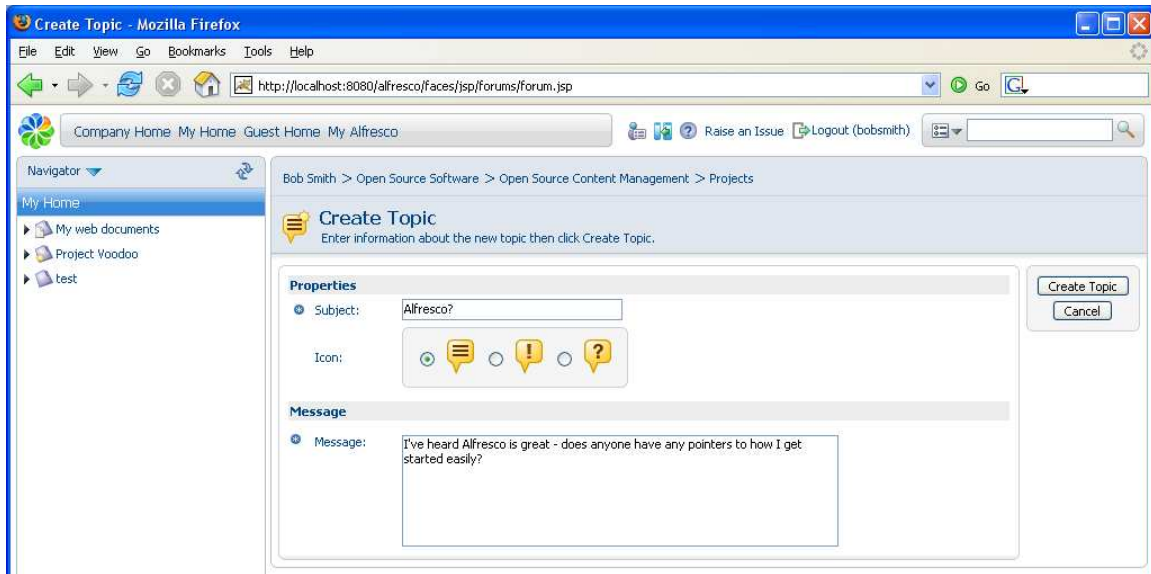 Create Topic - Mozilla Firefox
File Edit View Go Bookmarks Tools Help
http://localhost:8080/alfresco/faces/jsp/forums/forum.jsp Go G
Company Home My Home Guest Home My Alfresco Raise an Issue Logout (bobsmith)
Navigator
My Home
My web documents
Project Voodoo
test
Bob Smith > Open Source Software > Open Source Content Management > Projects
Create Topic
Enter information about the new topic then click Create Topic.
Properties
Subject: Alfresco?
Icon: ! ?
Message
Message: I've heard Alfresco is great - does anyone have any pointers to how I get
started easily?
Create Topic
Cancel